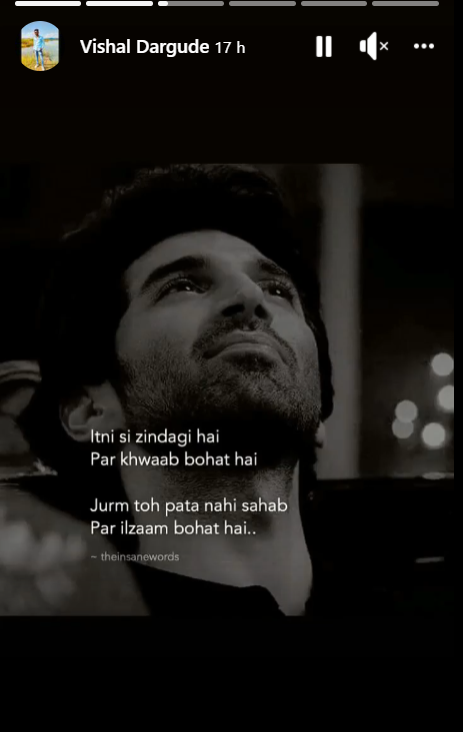 Vishal Dargude 17 h
Itni si zindagi hai
Par khwaab bohat hai
Jurm toh pata nahi sahab
Par ilzaam bohat hai..
~ theinsanewords